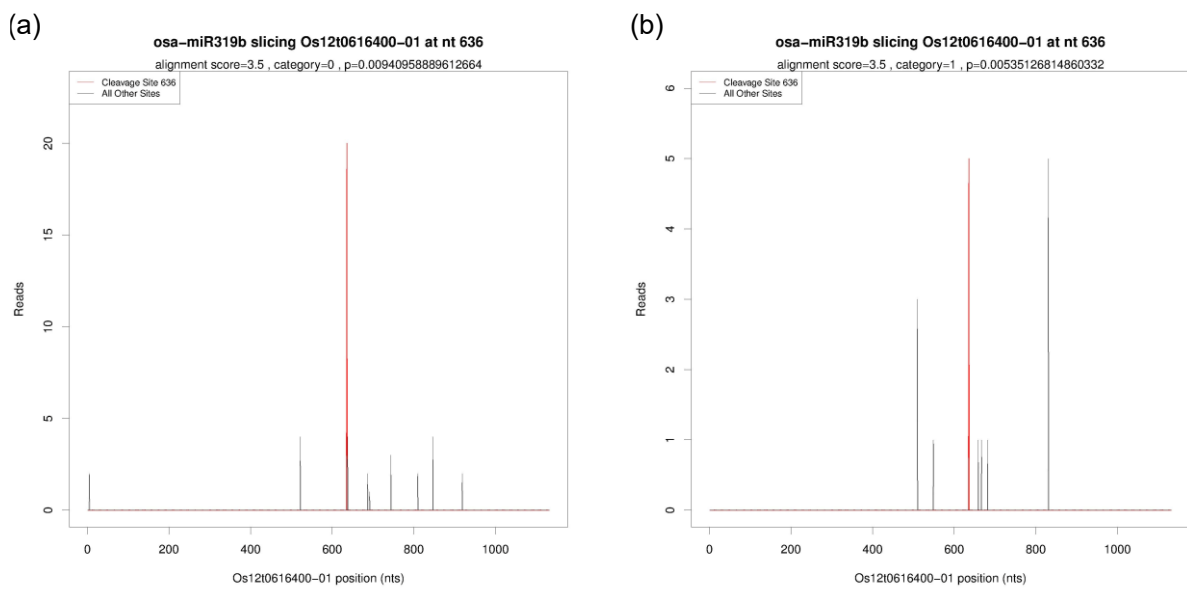 (a)
osa−miR319b slicing Os12t0616400−01 at nt 636
alignment score=3.5 , category=0 , p=0.00940958889612664
Cleavage Site 636
All Other Sites
20
15
10
5
0
Reads
0 200 400 600 800 1000
Os12t0616400−01 position (nts)
(b)
osa−miR319b slicing Os12t0616400−01 at nt 636
alignment score=3.5 , category=1 , p=0.00535126814860332
Cleavage Site 636
All Other Sites
6
5
4
3
2
1
0
Reads
0 200 400 600 800 1000
Os12t0616400−01 position (nts)